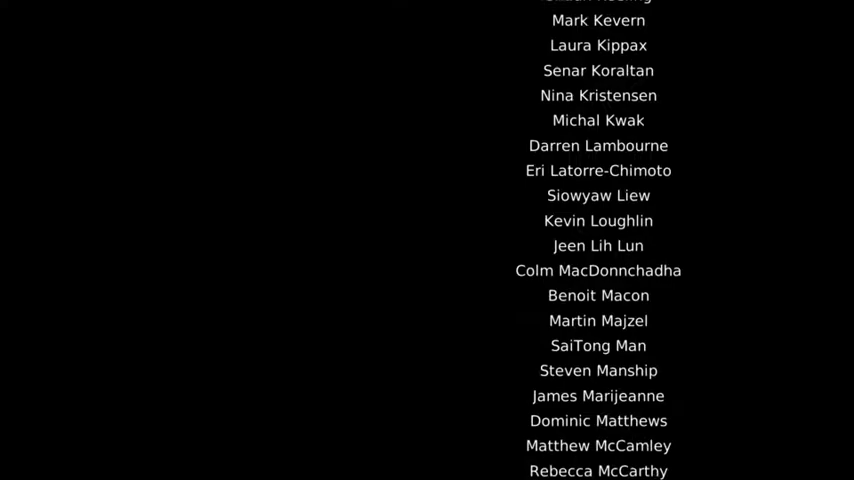 Mark Kevern
Laura Kippax
Senar Koraltan
Nina Kristensen
Michal Kwak
Darren Lambourne
Eri Latorre-Chimoto
Siowyaw Liew
Kevin Loughlin
Jeen Lih Lun
Colm MacDonnchadha
Benoit Macon
Martin Majzel
SaiTong Man
Steven Manship
James Marijeanne
Dominic Matthews
Matthew McCamley
Rebecca McCarthy